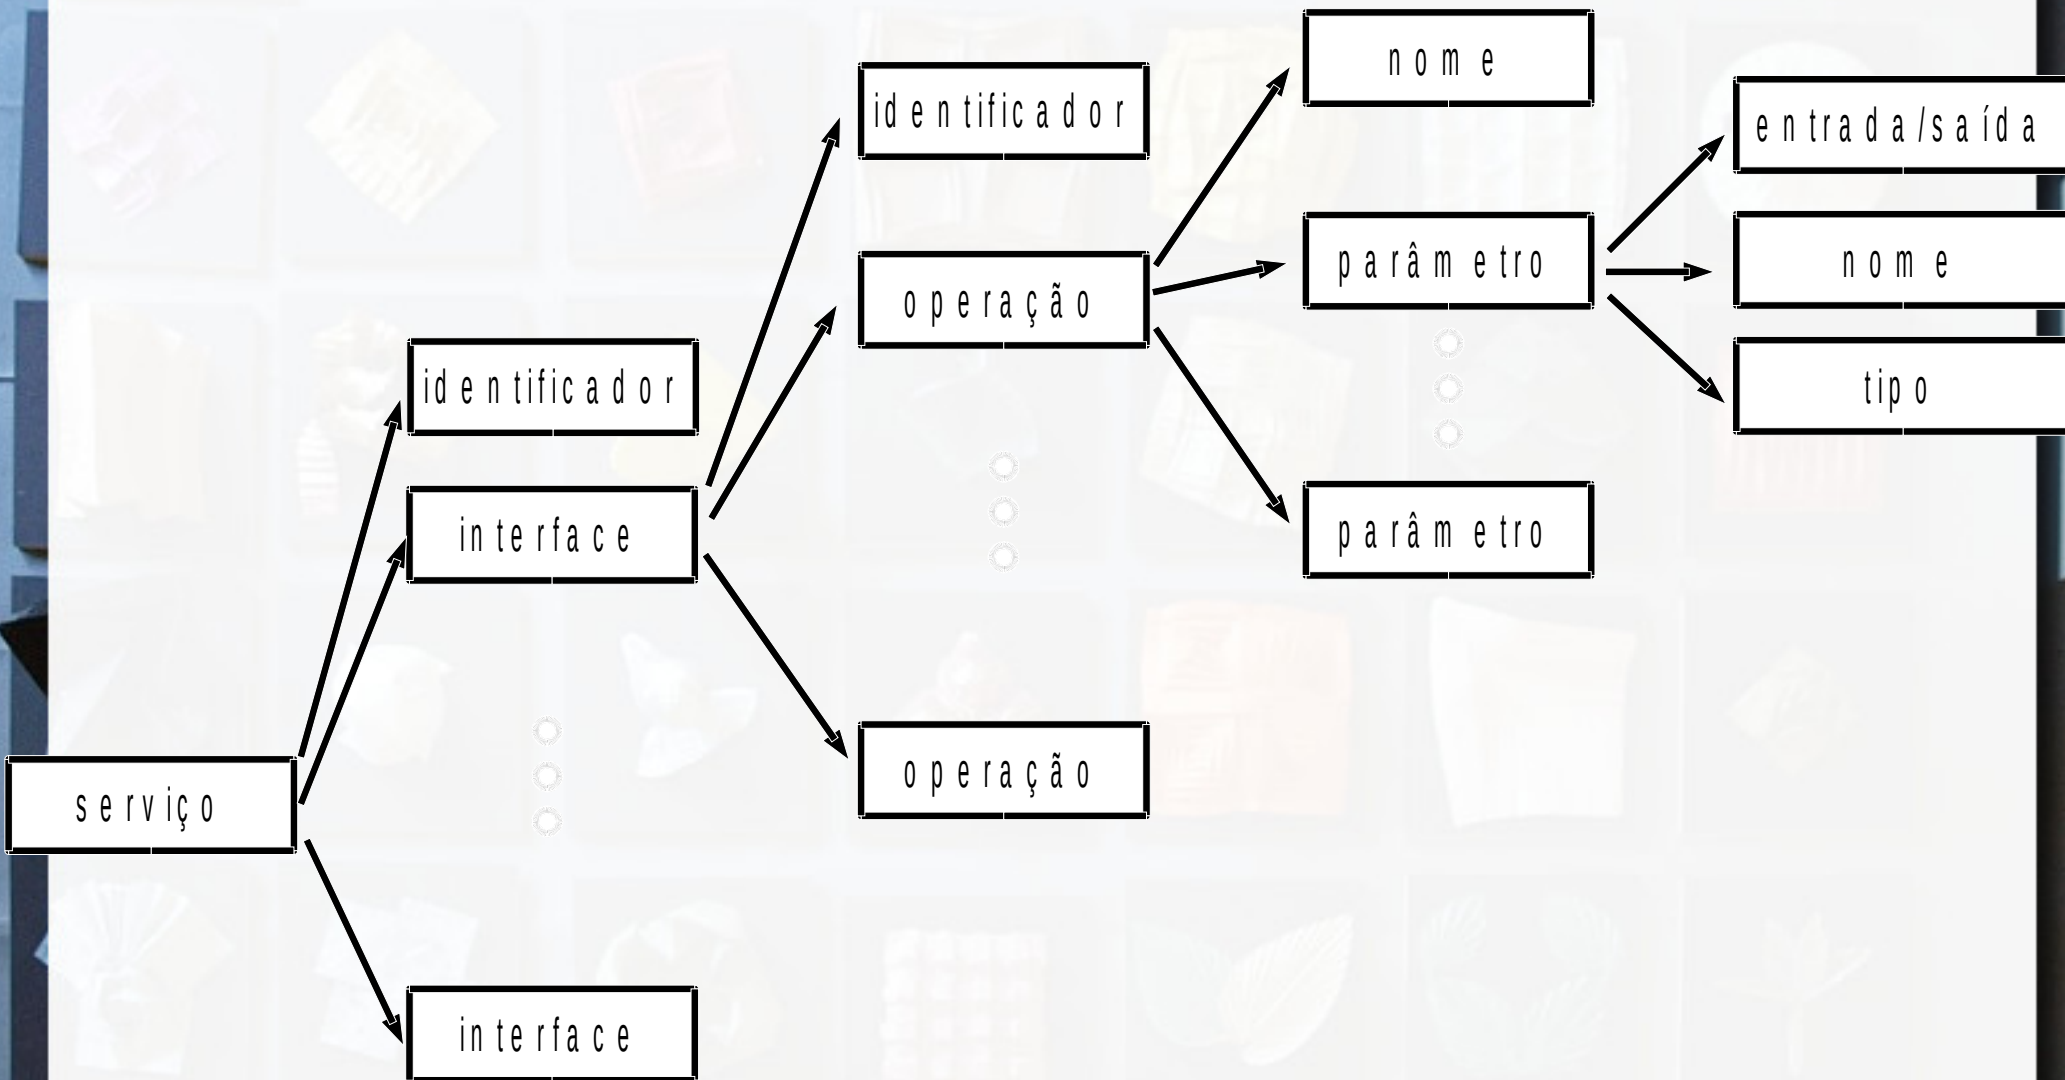 nome
identificador
entrada/saída
operação
parâmetro
nome
identificador
tipo
interface
parâmetro
serviço
operação
interface